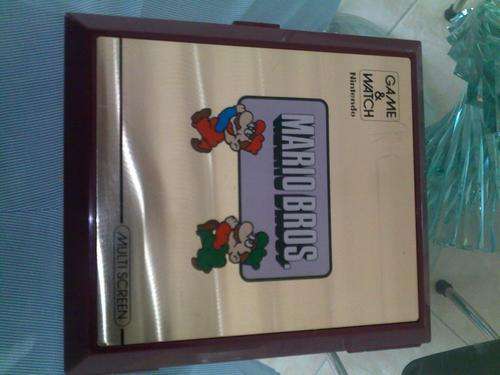 GAME
&
WATCH
Nintendo
MARIO BROS.
MULTI SCREEN